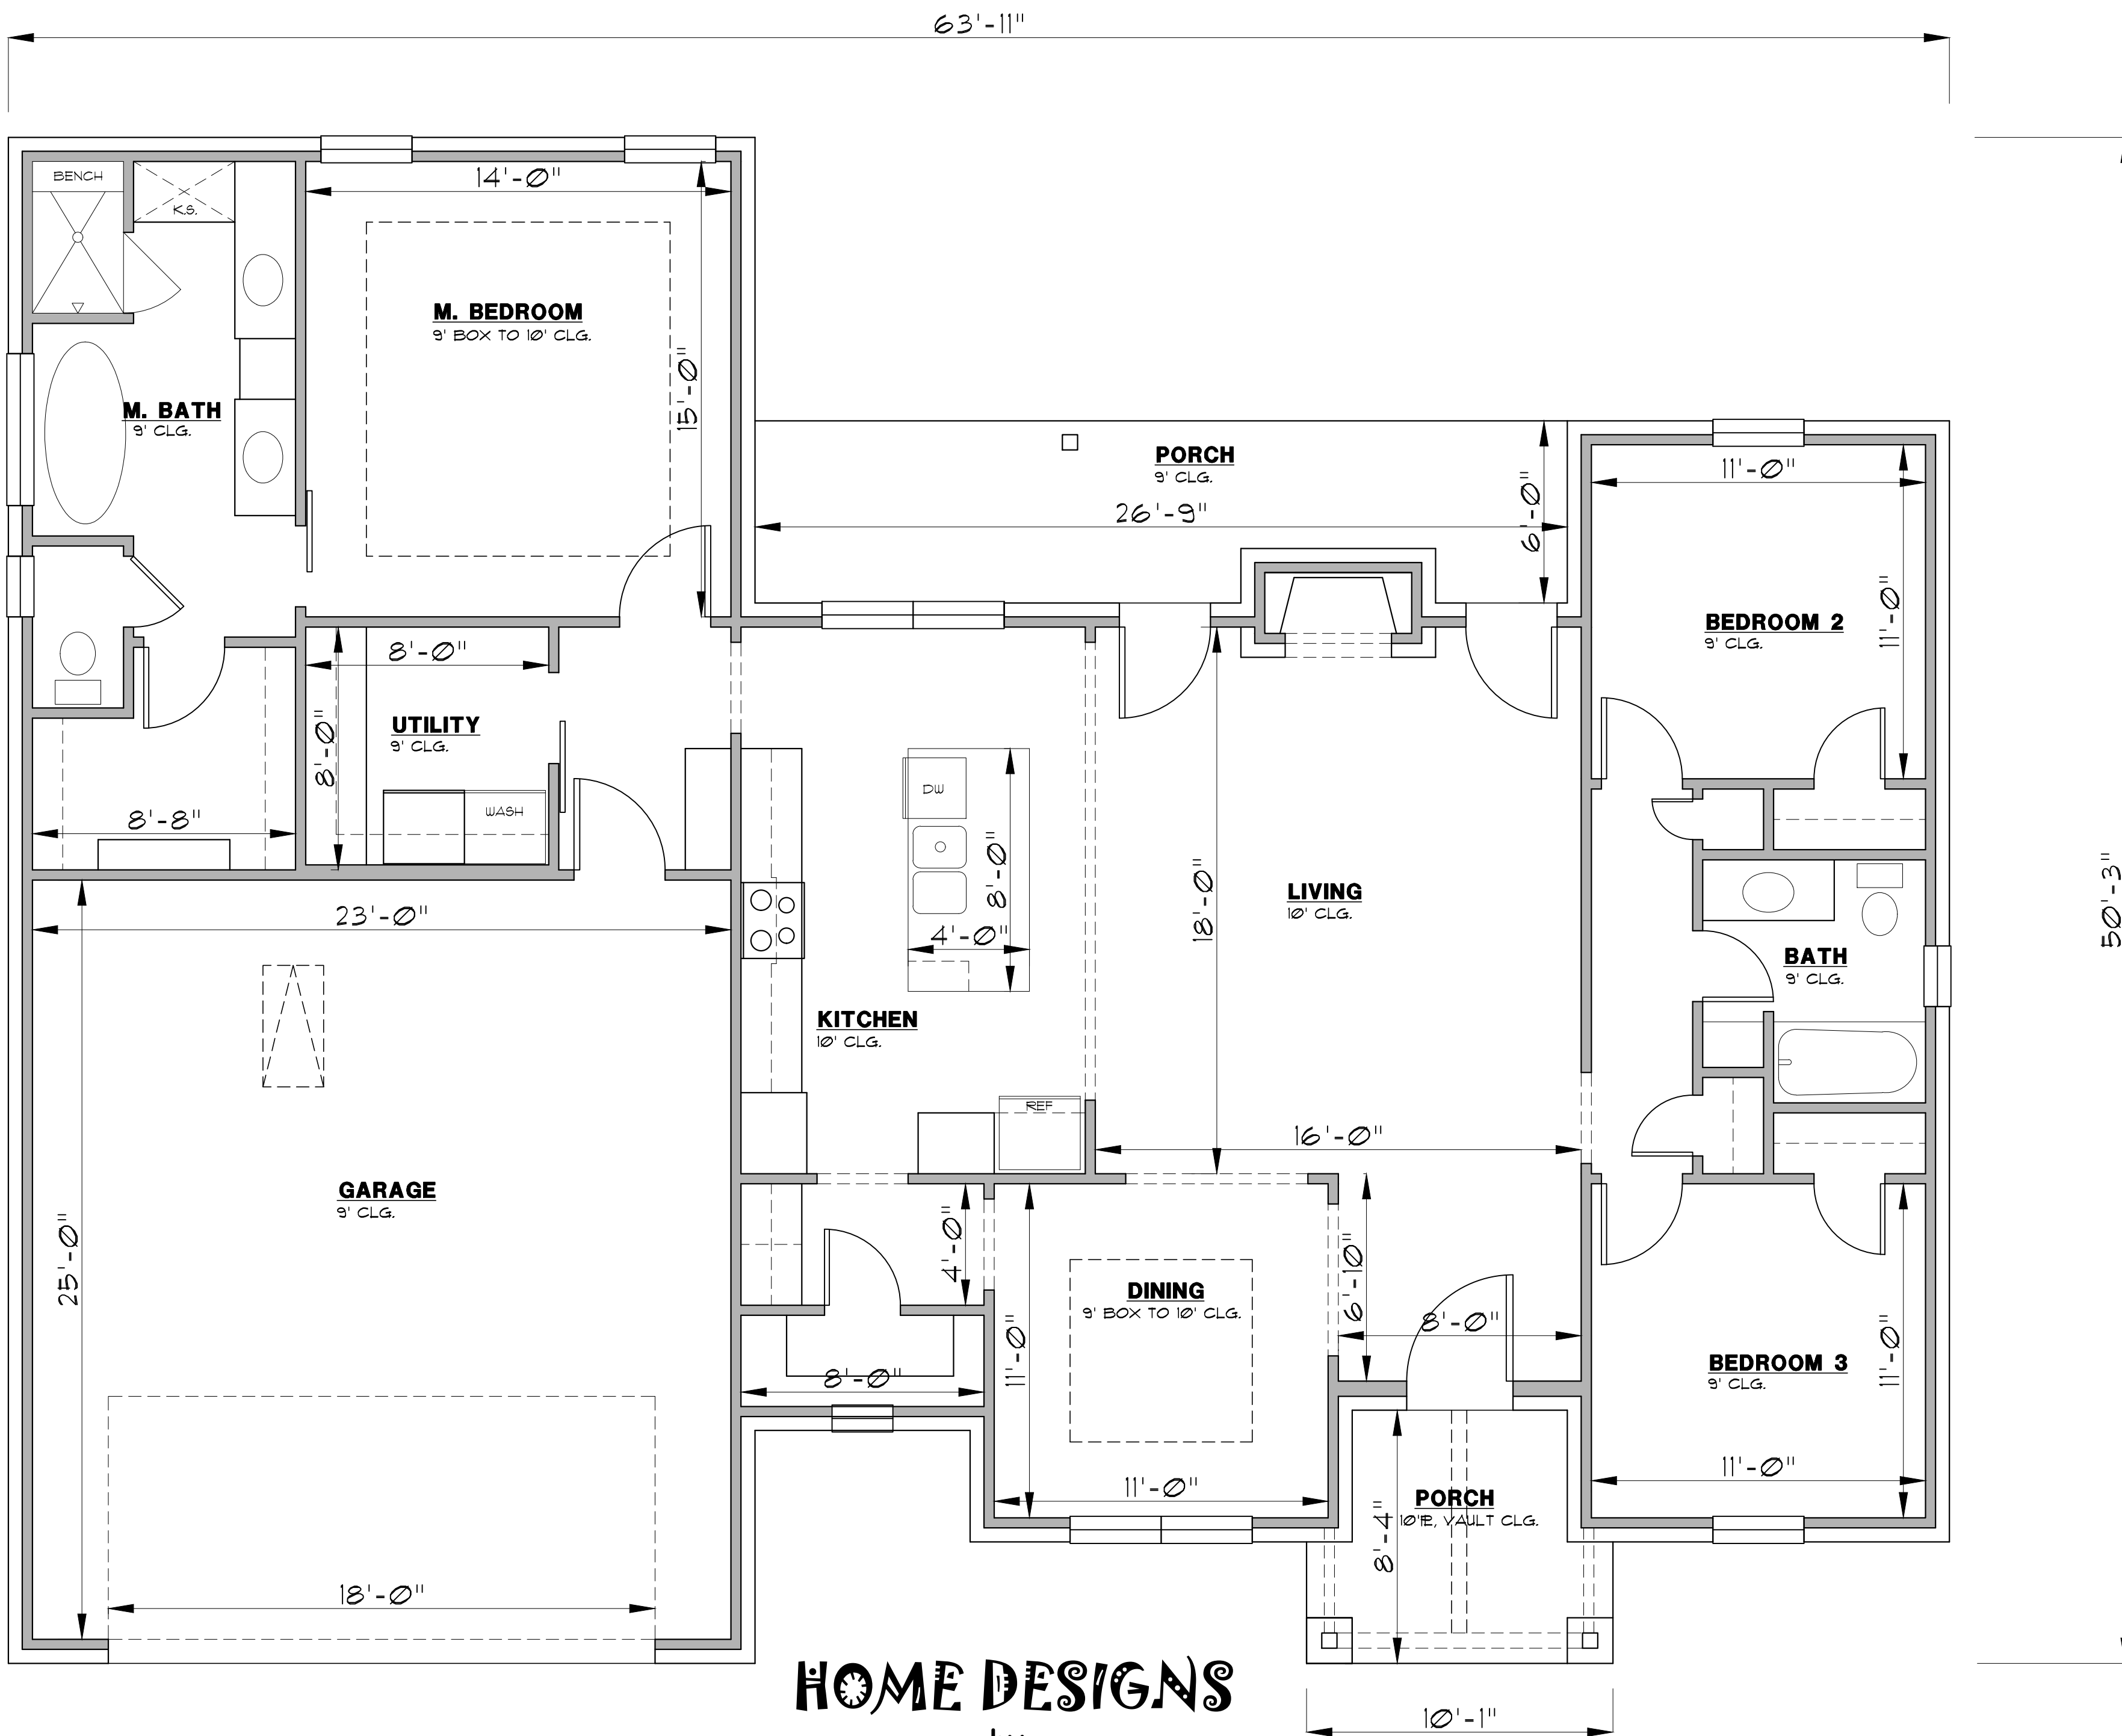 63'-11"
BENCH
K.S.
14'-0"
M. BEDROOM
9' BOX TO 10' CLG.
15'-0"
M. BATH
9' CLG.
PORCH
9' CLG.
26'-9"
6'-0"
11'-0"
BEDROOM 2
9' CLG.
11'-0"
8'-0"
UTILITY
9' CLG.
8'-0"
WASH
8'-8"
DW
8'-0"
4'-0"
18'-0"
LIVING
10' CLG.
50'-3"
23'-0"
BATH
9' CLG.
KITCHEN
10' CLG.
REF
16'-0"
GARAGE
9' CLG.
25'-0"
4'-0"
DINING
9' BOX TO 10' CLG.
6'-10"
8'-0"
11'-0"
8'-0"
BEDROOM 3
9' CLG.
11'-0"
11'-0"
11'-0"
PORCH
VAULT CLG.
8'-4"
18'-0"
HOME DESIGNS
10'-1"